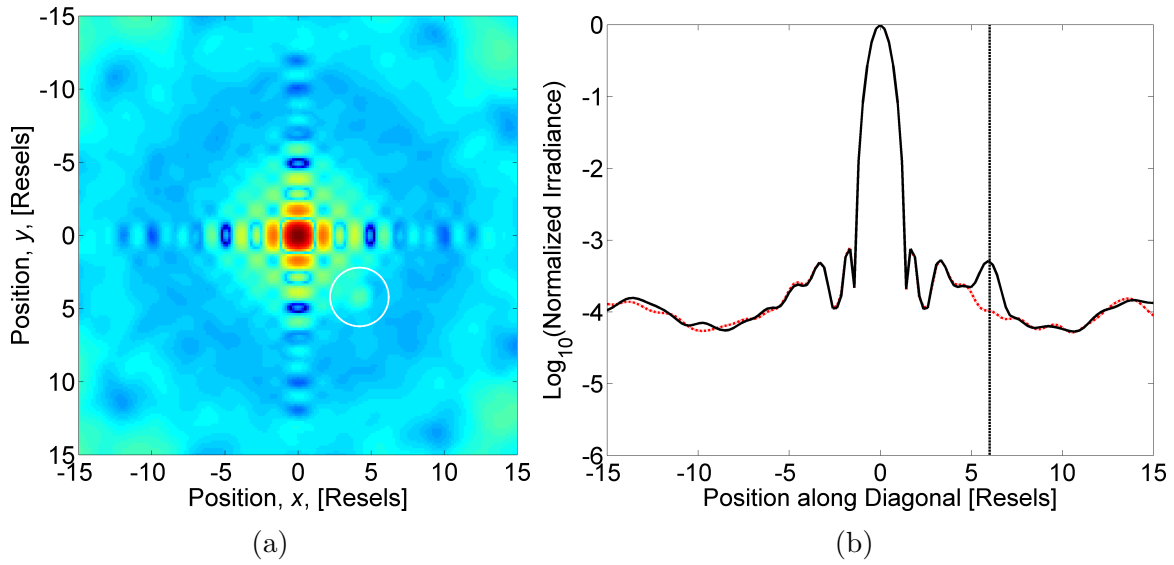 -15
-10
-5
0
5
10
15
-15 -10 -5 0 5 10 15
Position, y, [Resels]
Position, x, [Resels]
(a)
0
-1
-2
-3
-4
-5
-6
-15 -10 -5 0 5 10 15
Log10(Normalized Irradiance)
Position along Diagonal [Resels]
(b)